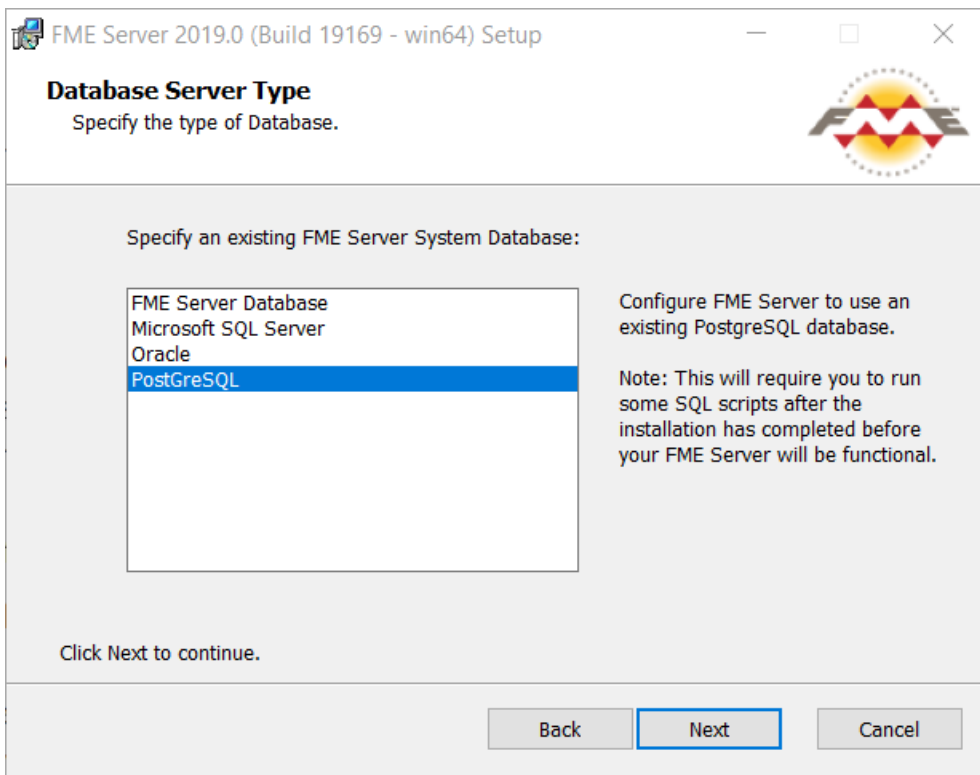 FME Server 2019.0 (Build 19169 - win64) Setup
Database Server Type
Specify the type of Database.
FME
Specify an existing FME Server System Database:
FME Server Database
Microsoft SQL Server
Oracle
PostGreSQL
Configure FME Server to use an
existing PostgreSQL database.
Note: This will require you to run
some SQL scripts after the
installation has completed before
your FME Server will be functional.
Click Next to continue.
Back
Next
Cancel